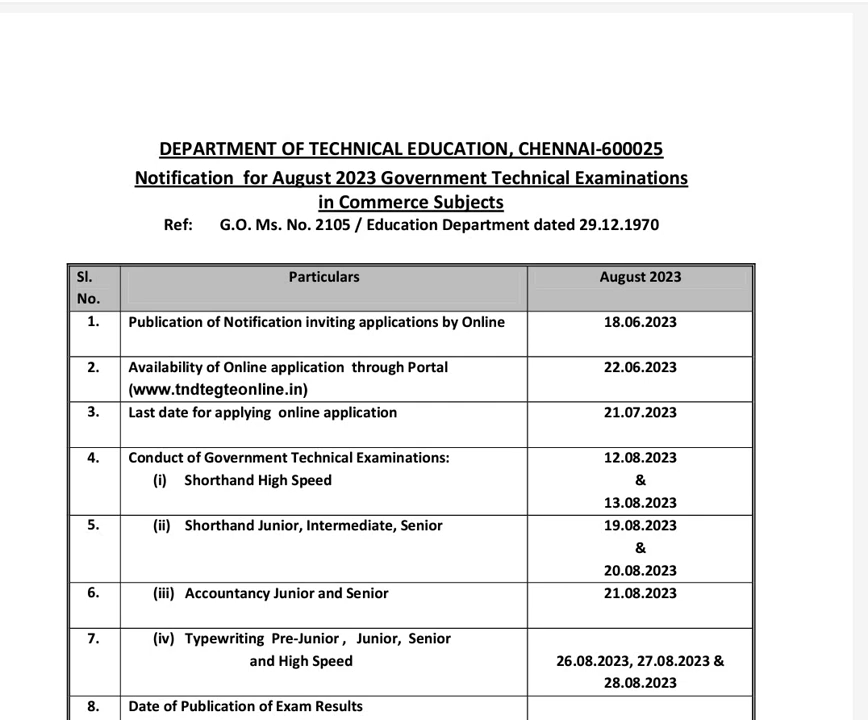 DEPARTMENT OF TECHNICAL EDUCATION, CHENNAI-600025
Notification for August 2023 Government Technical Examinations
in Commerce Subjects
Ref: G.O. Ms. No. 2105 / Education Department dated 29.12.1970
Sl. No. Particulars August 2023
1. Publication of Notification inviting applications by Online 18.06.2023
2. Availability of Online application through Portal 22.06.2023
(www.tndtegteonline.in)
3. Last date for applying online application 21.07.2023
4. Conduct of Government Technical Examinations: 12.08.2023
(i) Shorthand High Speed &
13.08.2023
5. (ii) Shorthand Junior, Intermediate, Senior 19.08.2023
&
20.08.2023
6. (iii) Accountancy Junior and Senior 21.08.2023
7. (iv) Typewriting Pre-Junior , Junior, Senior
and High Speed 26.08.2023, 27.08.2023 &
28.08.2023
8. Date of Publication of Exam Results